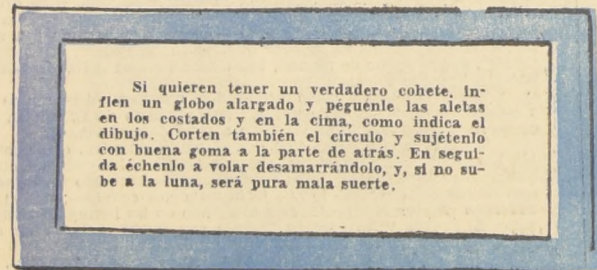 Si quieren tener un verdadero cohete, in-
flen un globo alargado y péguenle las aletas
en los costados y en la cima, como indica el
dibujo. Corten también el círculo y sujétenlo
con buena goma a la parte de atrás. En segui-
da échenlo a volar desamarrándolo, y, si no su-
be a la luna, será pura mala suerte.